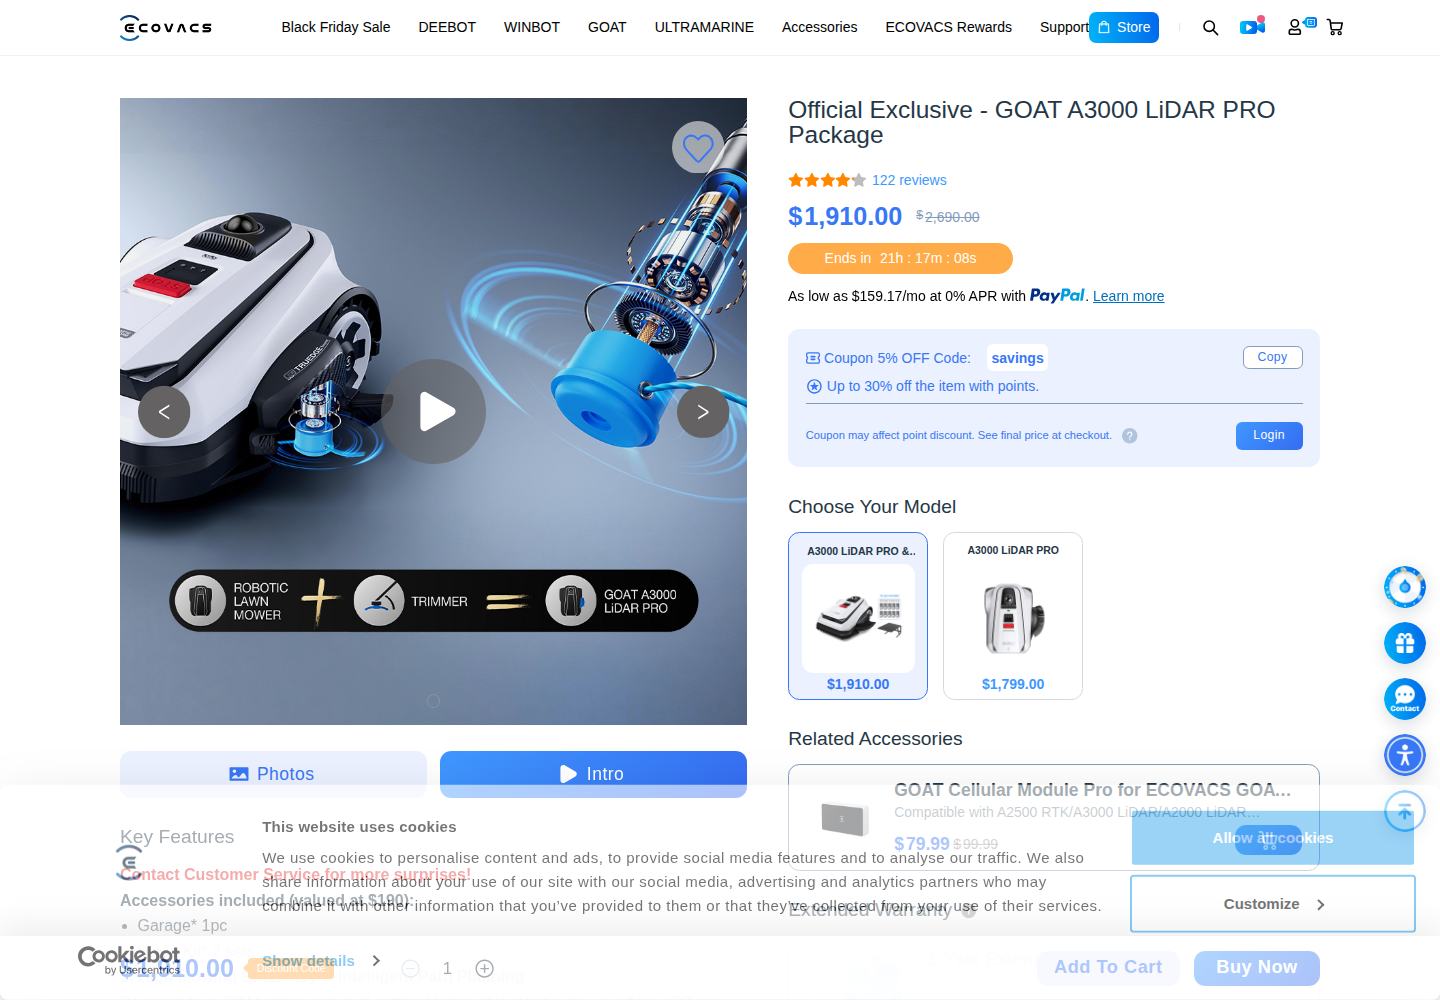 ECOVACS
Black Friday Sale DEEBOT WINBOT GOAT ULTRAMARINE Accessories ECOVACS Rewards Support Store
Official Exclusive - GOAT A3000 LiDAR PRO
Package
122 reviews
$1,910.00 $2,690.00
Ends in 21h : 17m : 08s
As low as $159.17/mo at 0% APR with PayPal. Learn more
Coupon 5% OFF Code: savings Copy
Up to 30% off the item with points.
Coupon may affect point discount. See final price at checkout. ? Login
TRUEDGE
STOP
< >
ROBOTIC
LAWN
MOWER
TRIMMER
GOAT A3000
LiDAR PRO
Photos Intro
Choose Your Model
A3000 LiDAR PRO &.. A3000 LiDAR PRO
$1,910.00 $1,799.00
Contact
Related Accessories
GOAT Cellular Module Pro for ECOVACS GOA...
Compatible with A2500 RTK/A3000 LiDAR/A2000 LiDAR...
$79.99 $99.99
Extended Warranty
Key Features
Contact Customer Service for more surprises!
Accessories included (valued at $190):
Garage* 1pc
This website uses cookies
We use cookies to personalise content and ads, to provide social media features and to analyse our traffic. We also
share information about your use of our site with our social media, advertising and analytics partners who may
combine it with other information that you've provided to them or that they've collected from your use of their services.
Allow all cookies
Customize
Cookiebot
by Usercentrics
Show details
$1,910.00 Discount Code 1 Add To Cart Buy Now